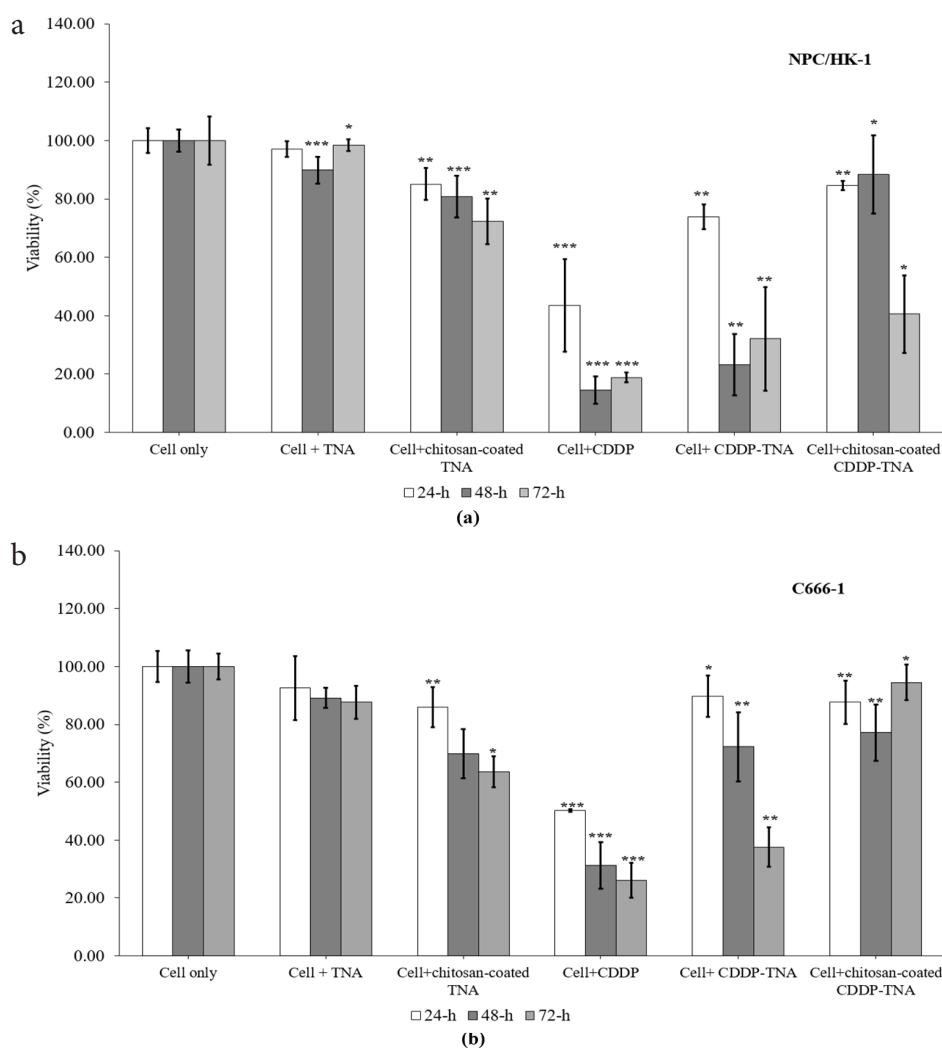 a
140.00
120.00
100.00
80.00
60.00
40.00
20.00
0.00
Viability (%)
NPC/HK-1
*** *
** *** **
*** *** ***
** ** **
** * *
Cell only Cell + TNA Cell+chitosan-coated TNA Cell+CDDP Cell+ CDDP-TNA Cell+chitosan-coated CDDP-TNA
24-h 48-h 72-h
(a)
b
140.00
120.00
100.00
80.00
60.00
40.00
20.00
0.00
Viability (%)
C666-1
** *
*** *** ***
* ** **
** ** *
Cell only Cell + TNA Cell+chitosan-coated TNA Cell+CDDP Cell+ CDDP-TNA Cell+chitosan-coated CDDP-TNA
24-h 48-h 72-h
(b)